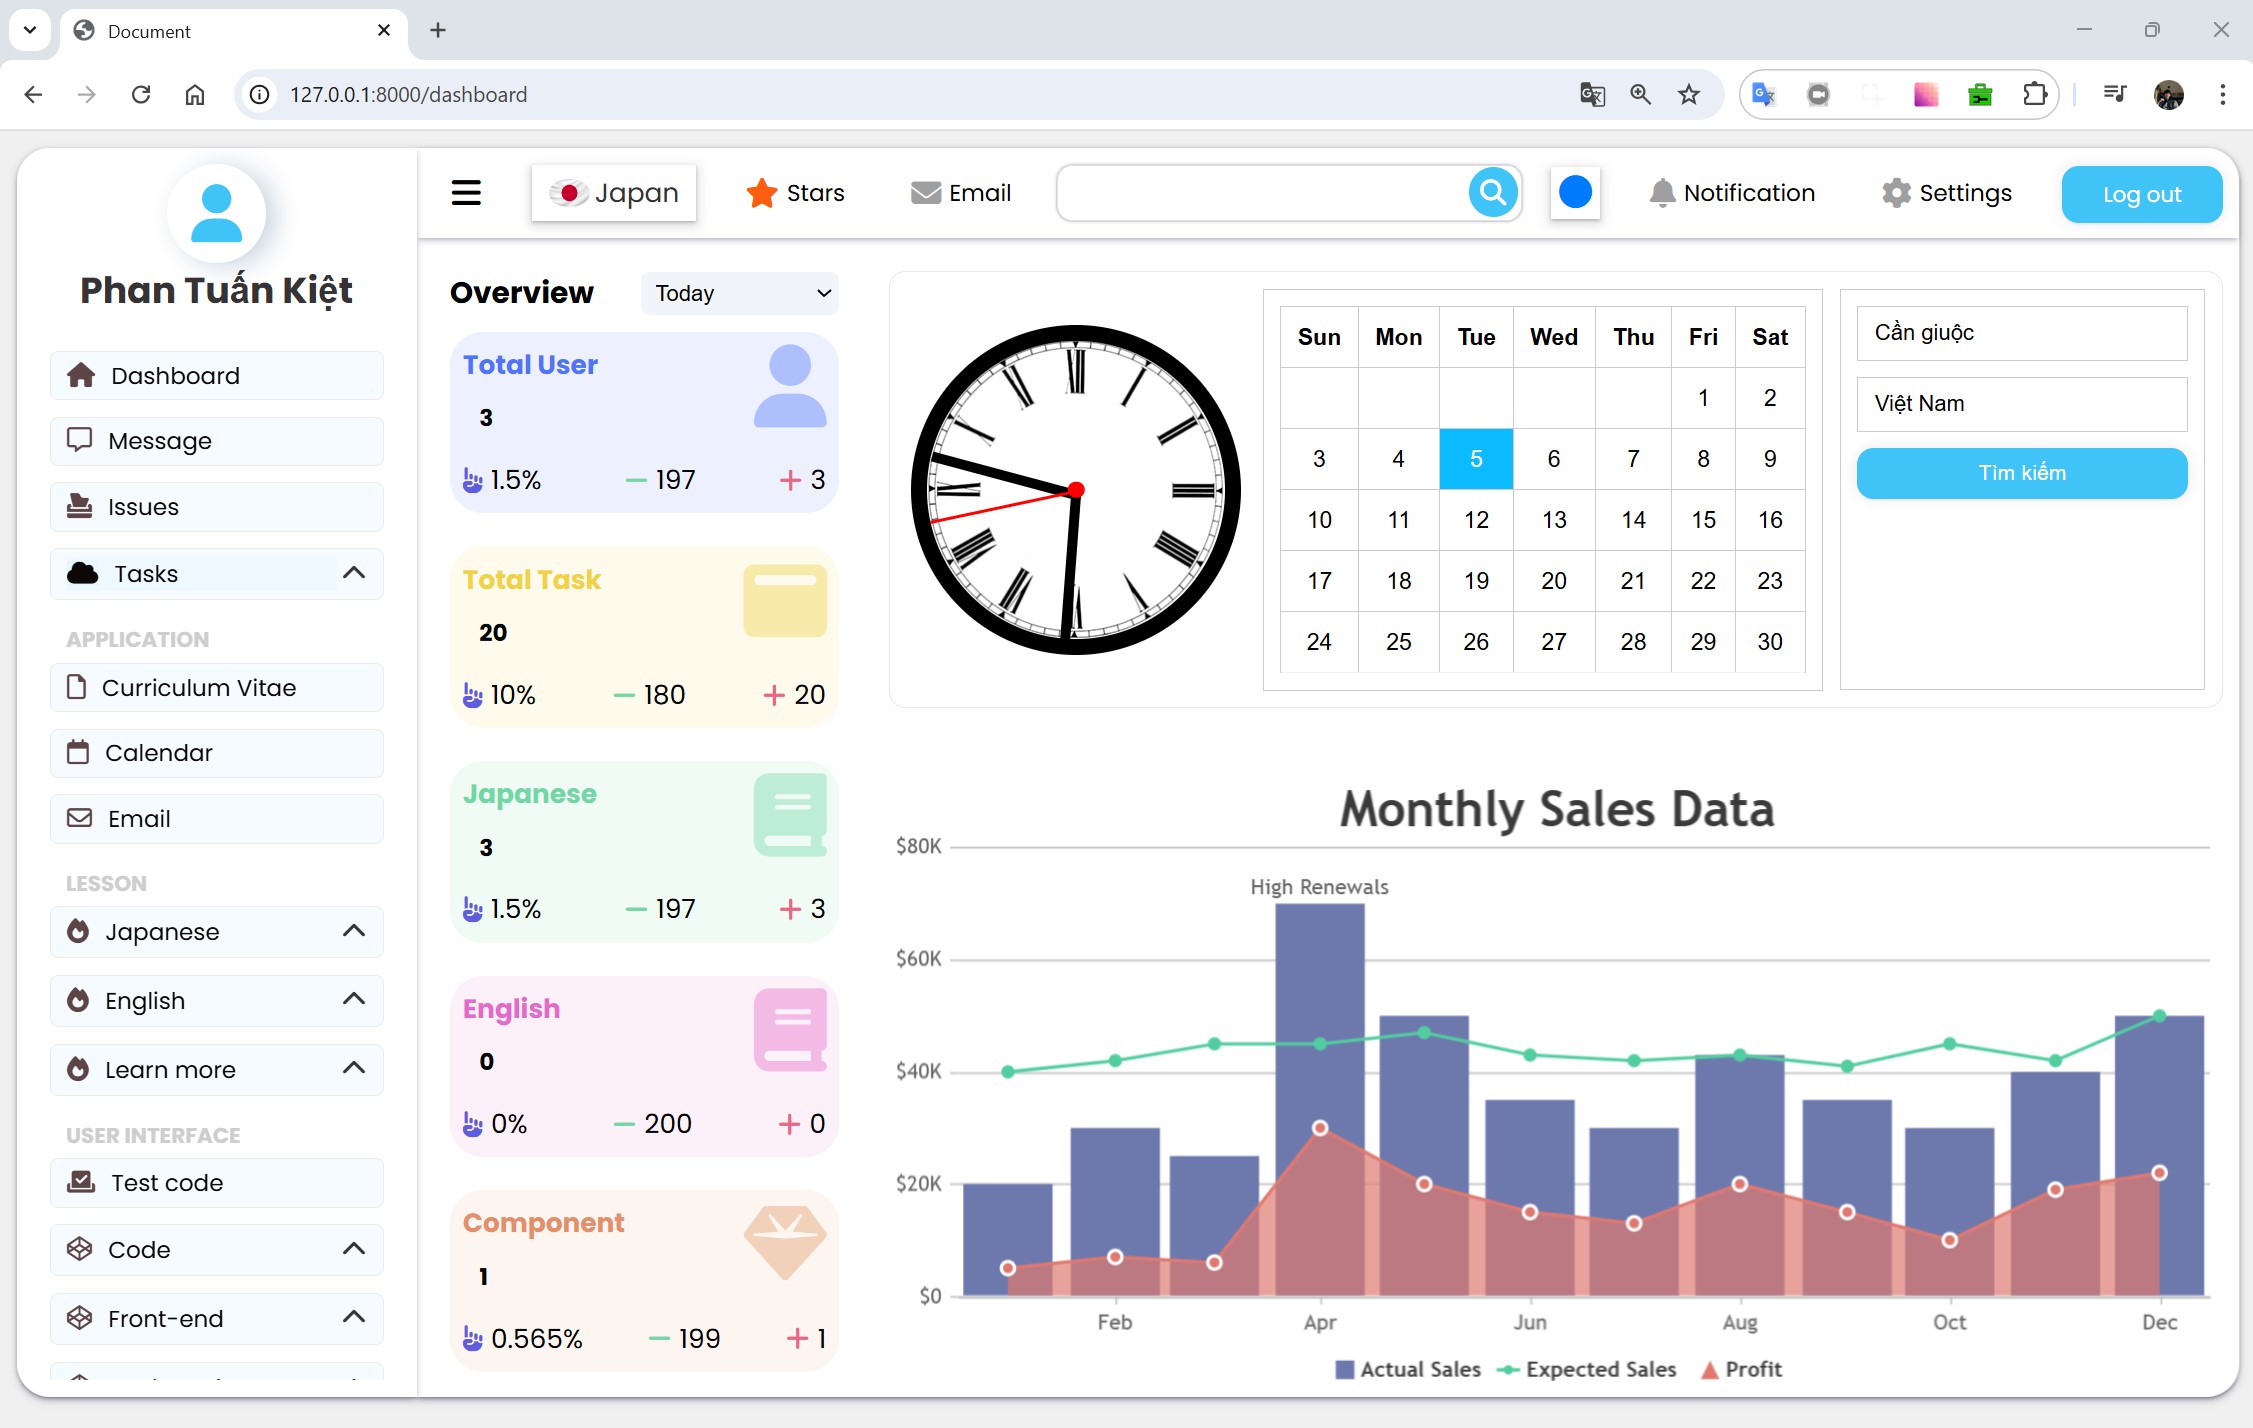 Document
127.0.0.1:8000/dashboard
Phan Tuấn Kiệt
Dashboard
Message
Issues
Tasks
APPLICATION
Curriculum Vitae
Calendar
Email
LESSON
Japanese
English
Learn more
USER INTERFACE
Test code
Code
Front-end
Japan
Stars
Email
Notification
Settings
Log out
Overview
Today
Total User
3
1.5% 197 3
Total Task
20
10% 180 20
Japanese
3
1.5% 197 3
English
0
0% 200 0
Component
1
0.565% 199 1
Sun Mon Tue Wed Thu Fri Sat
1 2
3 4 5 6 7 8 9
10 11 12 13 14 15 16
17 18 19 20 21 22 23
24 25 26 27 28 29 30
Cần giuộc
Việt Nam
Tìm kiếm
Monthly Sales Data
$80K
High Renewals
$60K
$40K
$20K
$0
Feb Apr Jun Aug Oct Dec
Actual Sales Expected Sales Profit